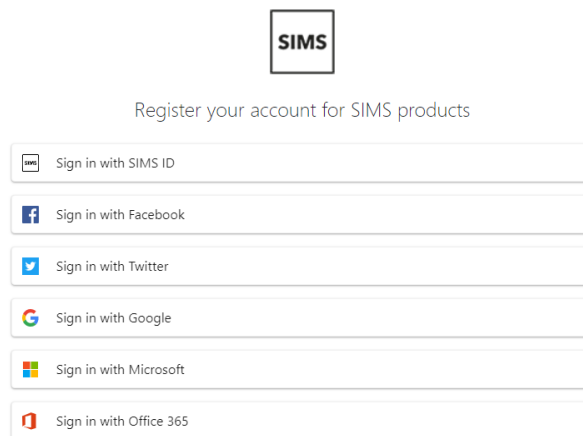 SIMS
Register your account for SIMS products
SIMS
Sign in with SIMS ID
Sign in with Facebook
Sign in with Twitter
Sign in with Google
Sign in with Microsoft
Sign in with Office 365